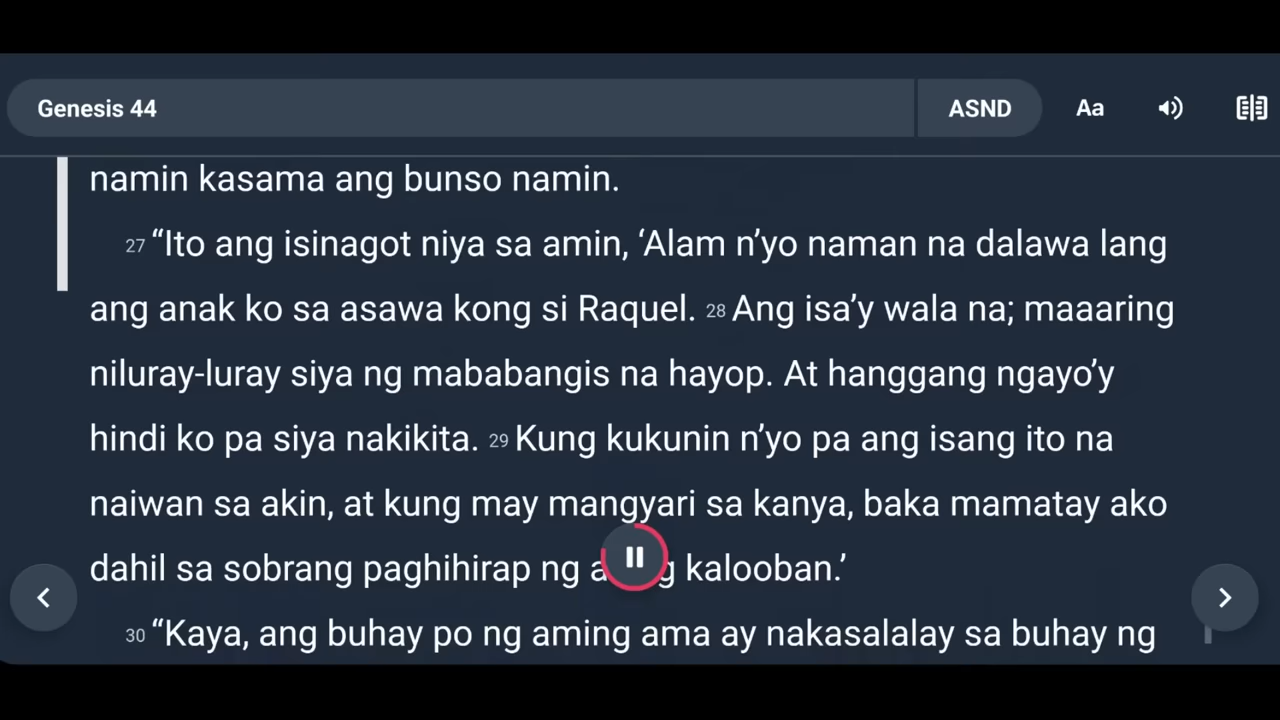 Genesis 44 ASND Aa
namin kasama ang bunso namin.
27 “Ito ang isinagot niya sa amin, ‘Alam n’yo naman na dalawa lang
ang anak ko sa asawa kong si Raquel. 28 Ang isa’y wala na; maaaring
niluray-luray siya ng mababangis na hayop. At hanggang ngayo’y
hindi ko pa siya nakikita. 29 Kung kukunin n’yo pa ang isang ito na
naiwan sa akin, at kung may mangyari sa kanya, baka mamatay ako
dahil sa sobrang paghihirap ng kalooban.’
30 “Kaya, ang buhay po ng aming ama ay nakasalalay sa buhay ng